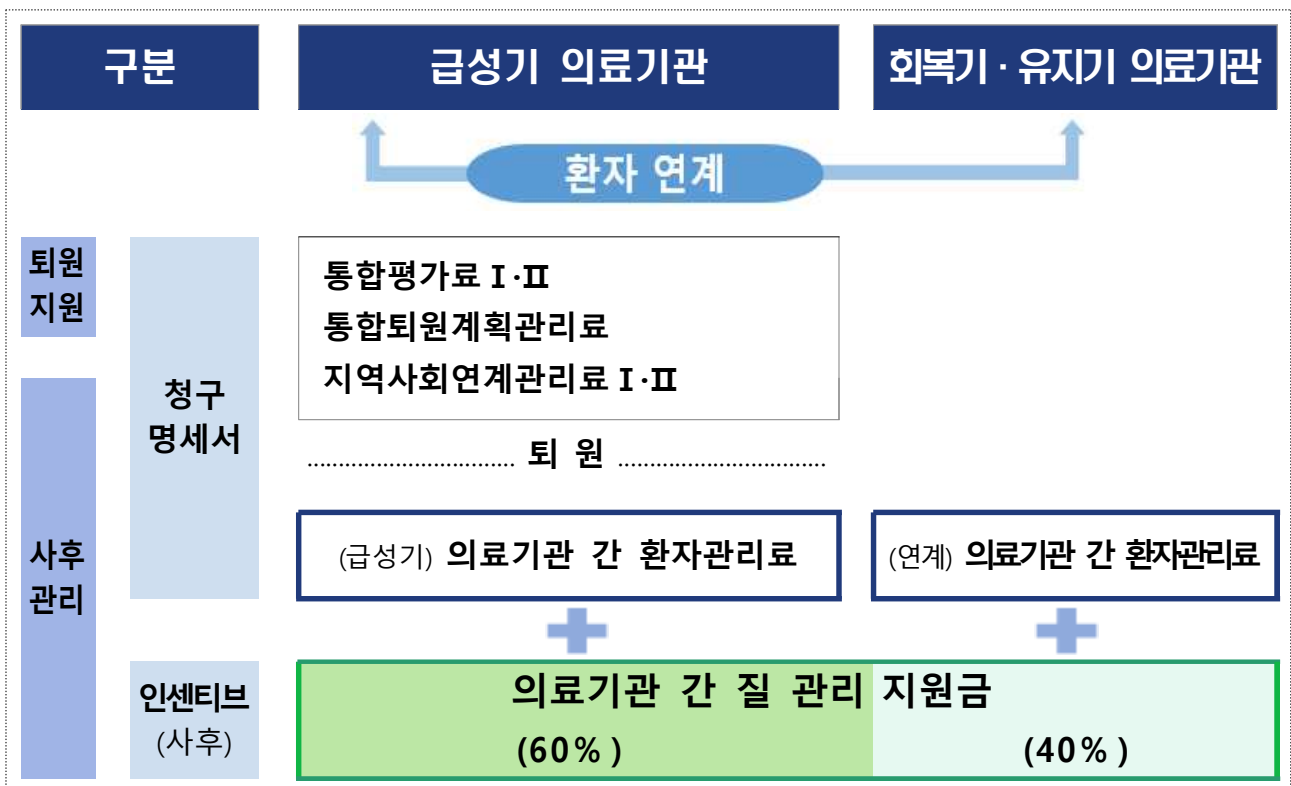 구분
급성기 의료기관
회복기 · 유지기 의료기관
환자 연계
퇴원
지원
청구
명세서
통합평가료 I·II
통합퇴원계획관리료
지역사회연계관리료 I·II
................................. 퇴 원 .................................
사후
관리
(급성기) 의료기관 간 환자관리료
(연계) 의료기관 간 환자관리료
인센티브
(사후)
의료기관 간 질 관리 지원금
(60%)
(40%)